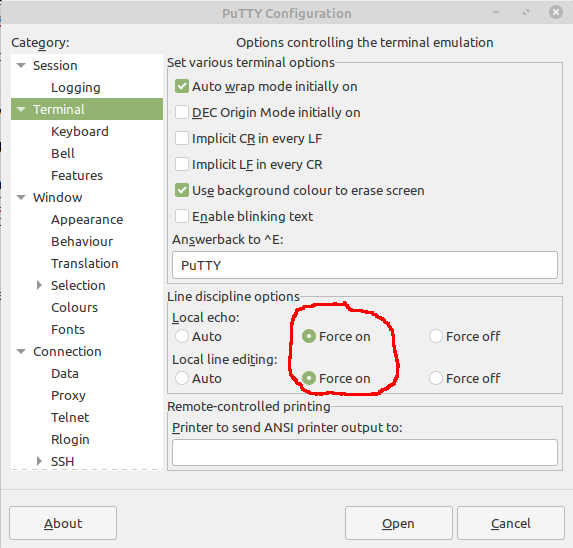 PuTTY Configuration
Category:
Session
Logging
Terminal
Keyboard
Bell
Features
Window
Appearance
Behaviour
Translation
Selection
Colours
Fonts
Connection
Data
Proxy
Telnet
Rlogin
SSH
Options controlling the terminal emulation
Set various terminal options
Auto wrap mode initially on
DEC Origin Mode initially on
Implicit CR in every LF
Implicit LF in every CR
Use background colour to erase screen
Enable blinking text
Answerback to ^E:
PuTTY
Line discipline options
Local echo:
Auto Force on Force off
Local line editing:
Auto Force on Force off
Remote-controlled printing
Printer to send ANSI printer output to:
About Open Cancel